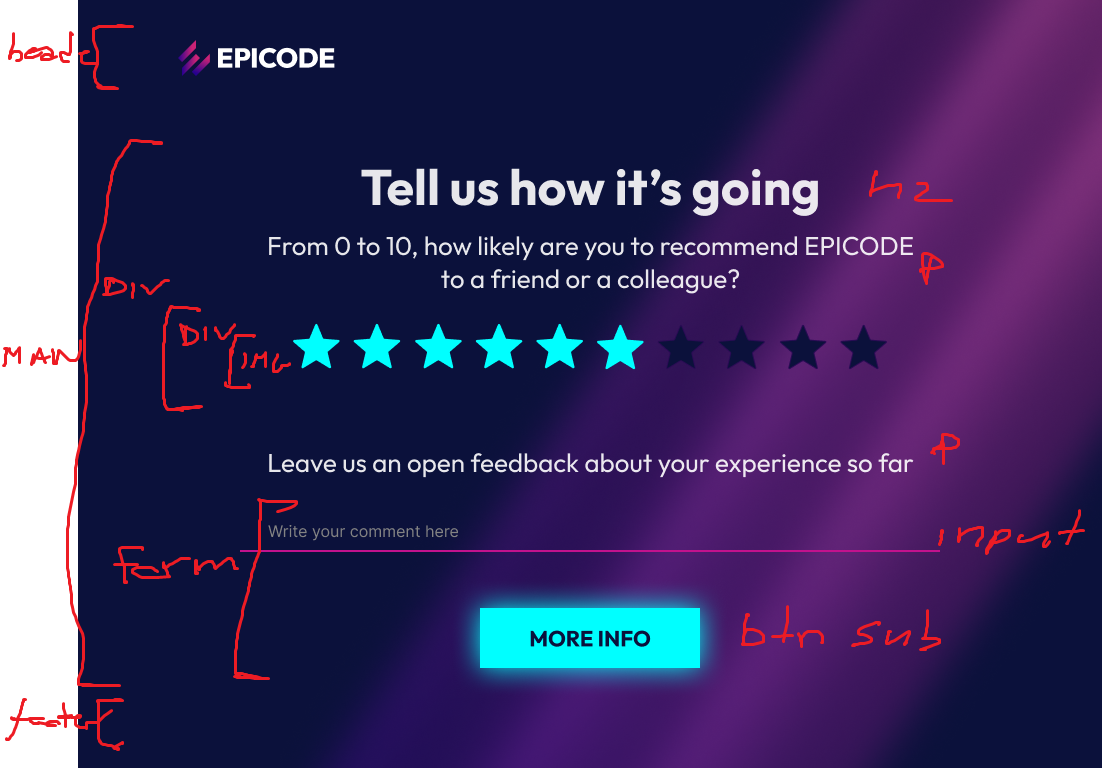 head
EPICODE
Tell us how it's going
h2
From 0 to 10, how likely are you to recommend EPICODE
to a friend or a colleague?
P
DIV
DIV
IMG
MAIN
Leave us an open feedback about your experience so far
P
Write your comment here
input
Form
MORE INFO
btn sub
footer